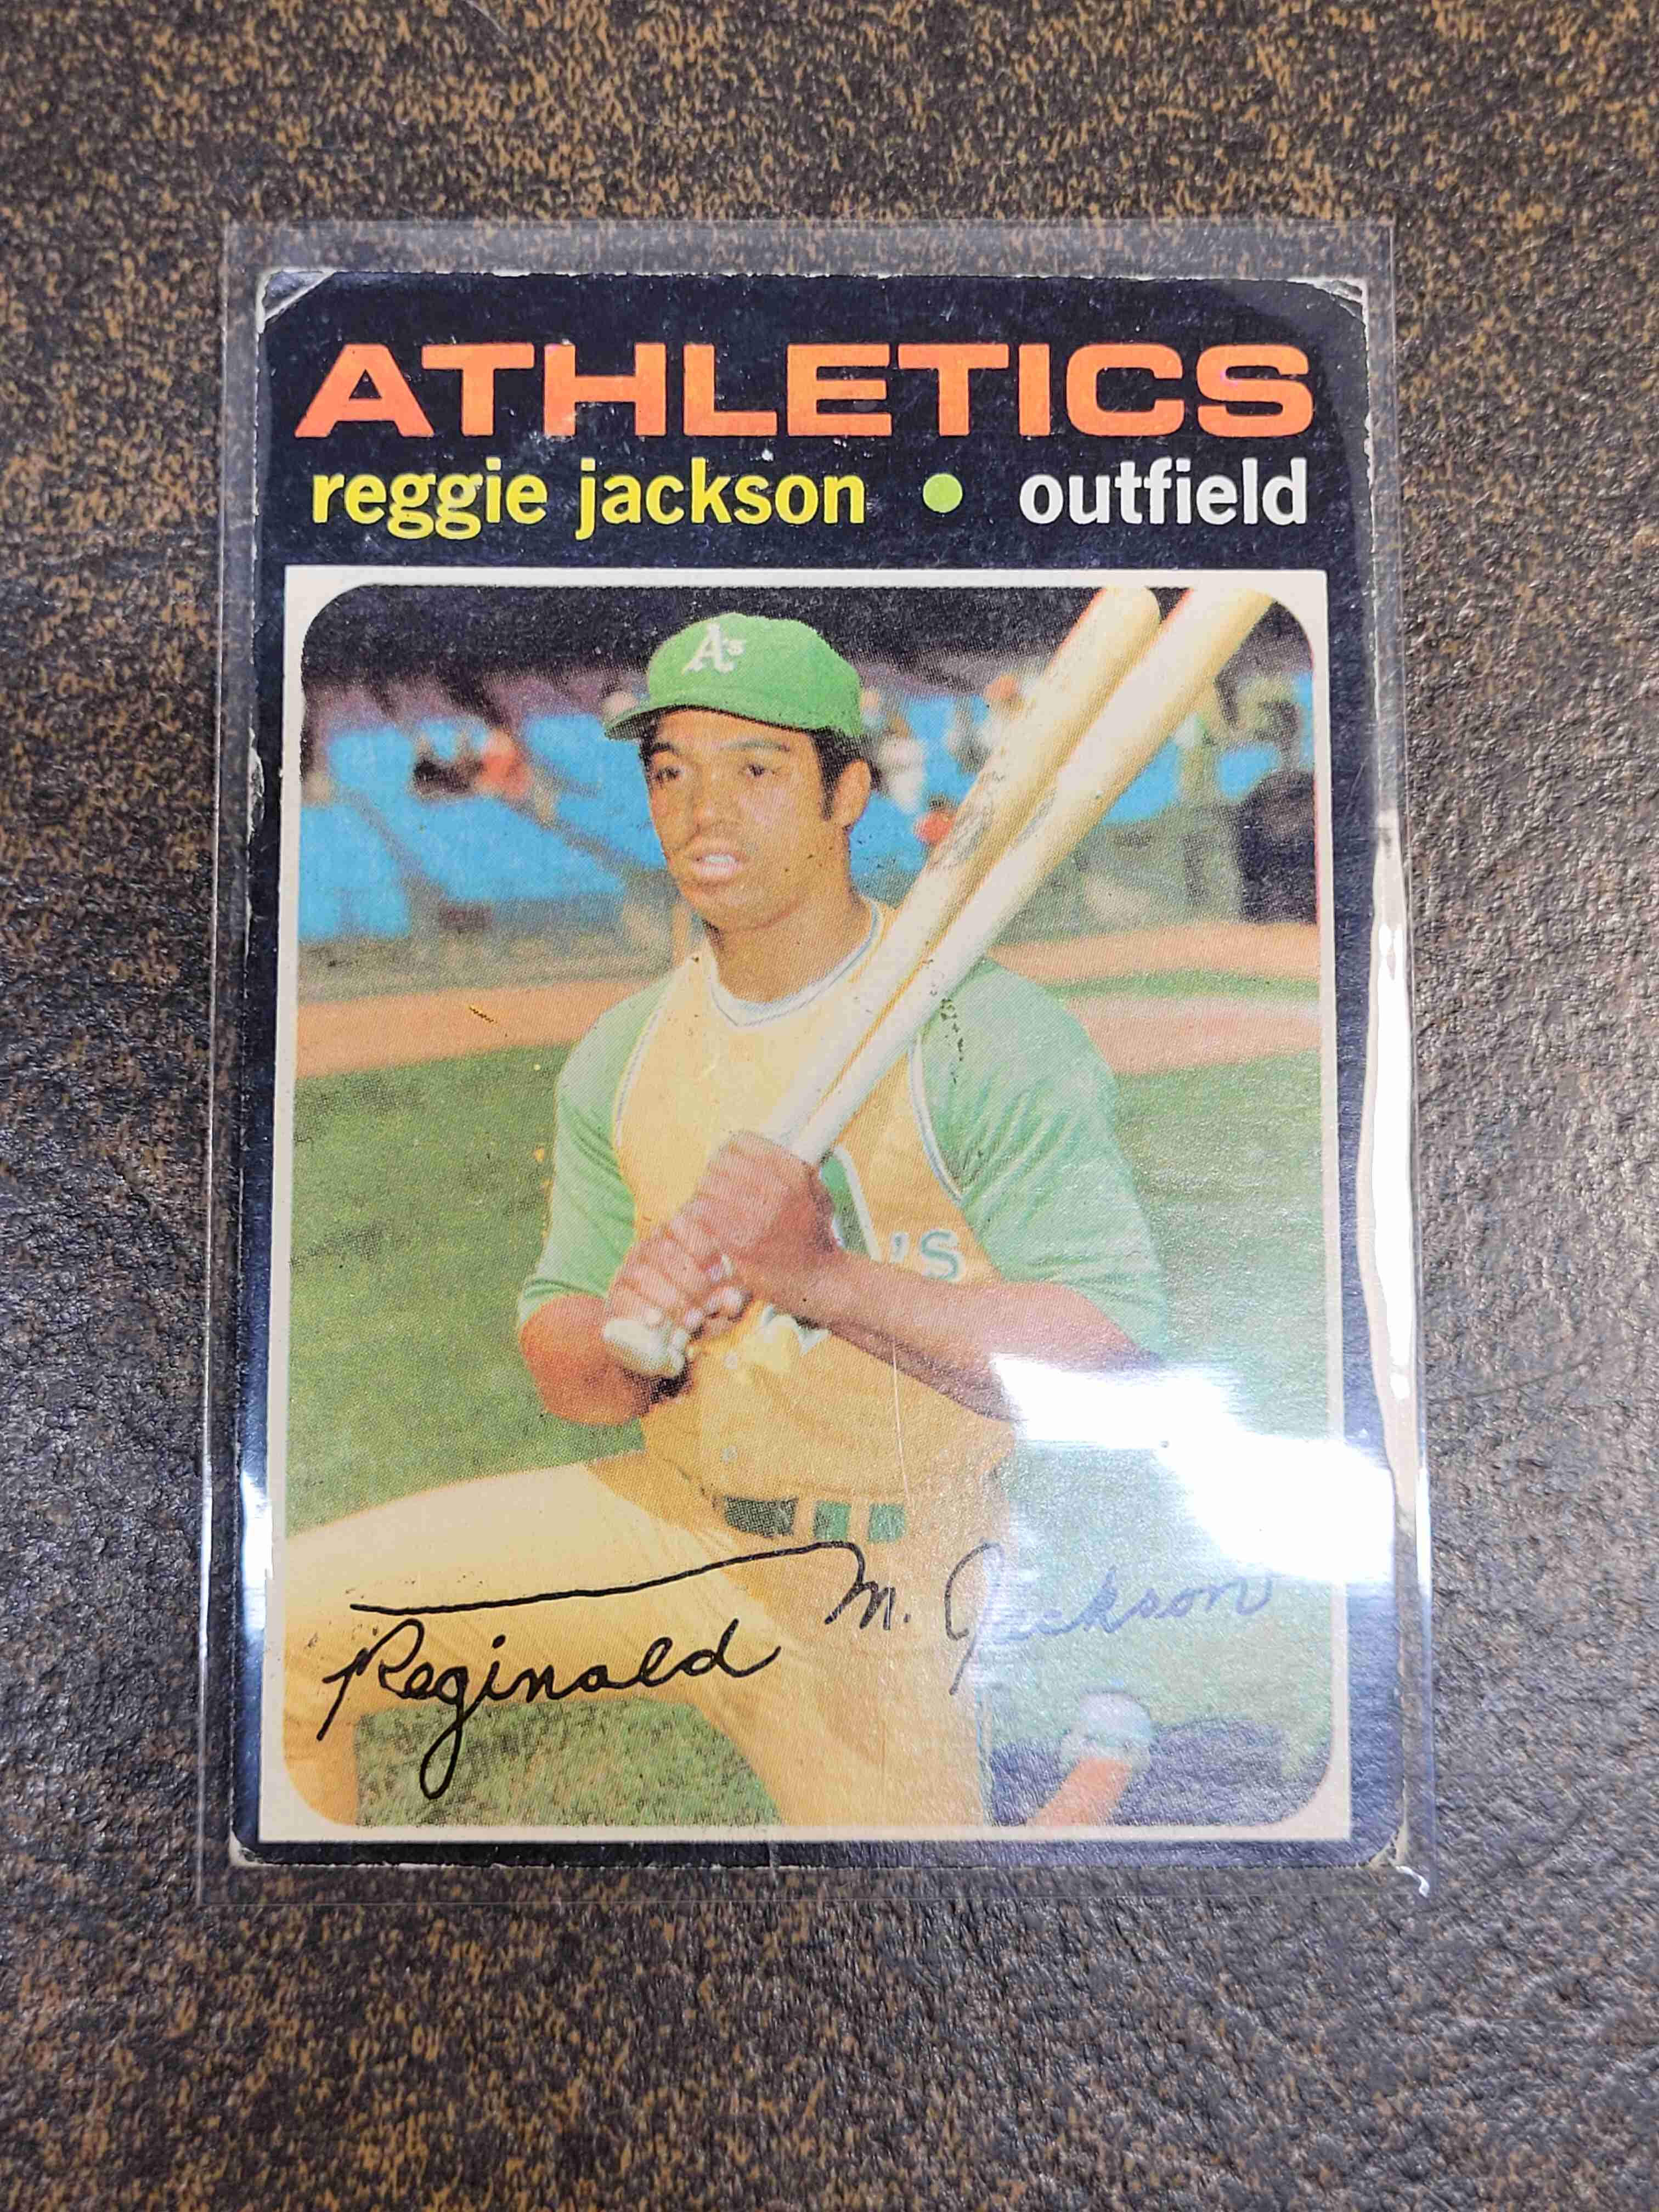 ATHLETICS
reggie jackson • outfield
A's
'S
Reginald M. Jackson